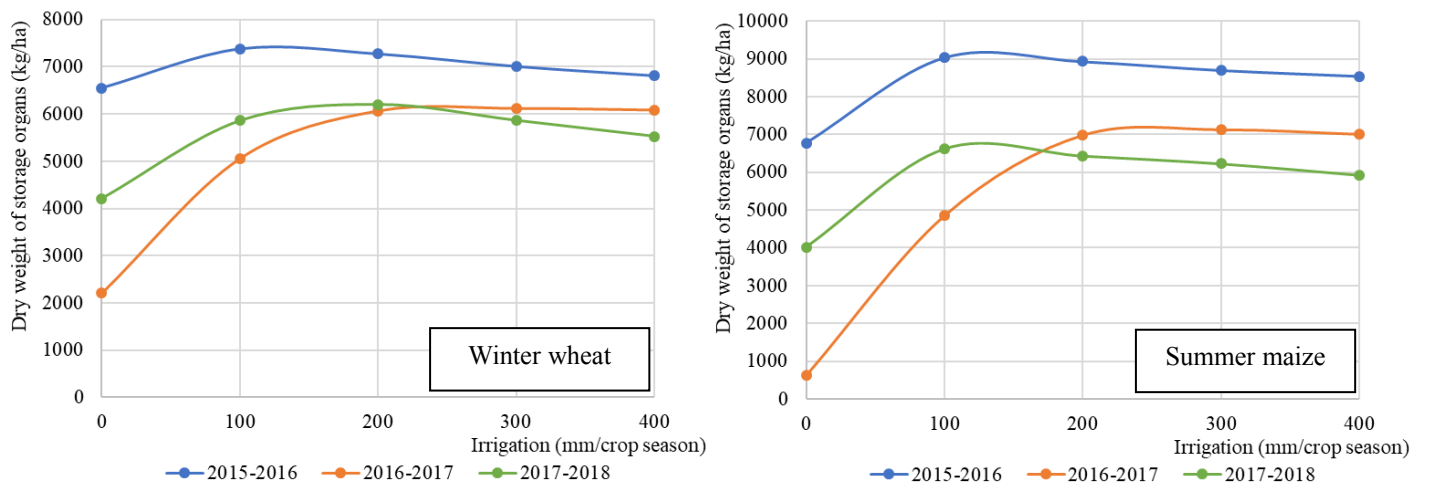 Dry weight of storage organs (kg/ha)
8000
7000
6000
5000
4000
3000
2000
1000
0
0 100 200 300 400
Irrigation (mm/crop season)
Winter wheat
2015-2016 2016-2017 2017-2018
Dry weight of storage organs (kg/ha)
10000
9000
8000
7000
6000
5000
4000
3000
2000
1000
0
0 100 200 300 400
Irrigation (mm/crop season)
Summer maize
2015-2016 2016-2017 2017-2018